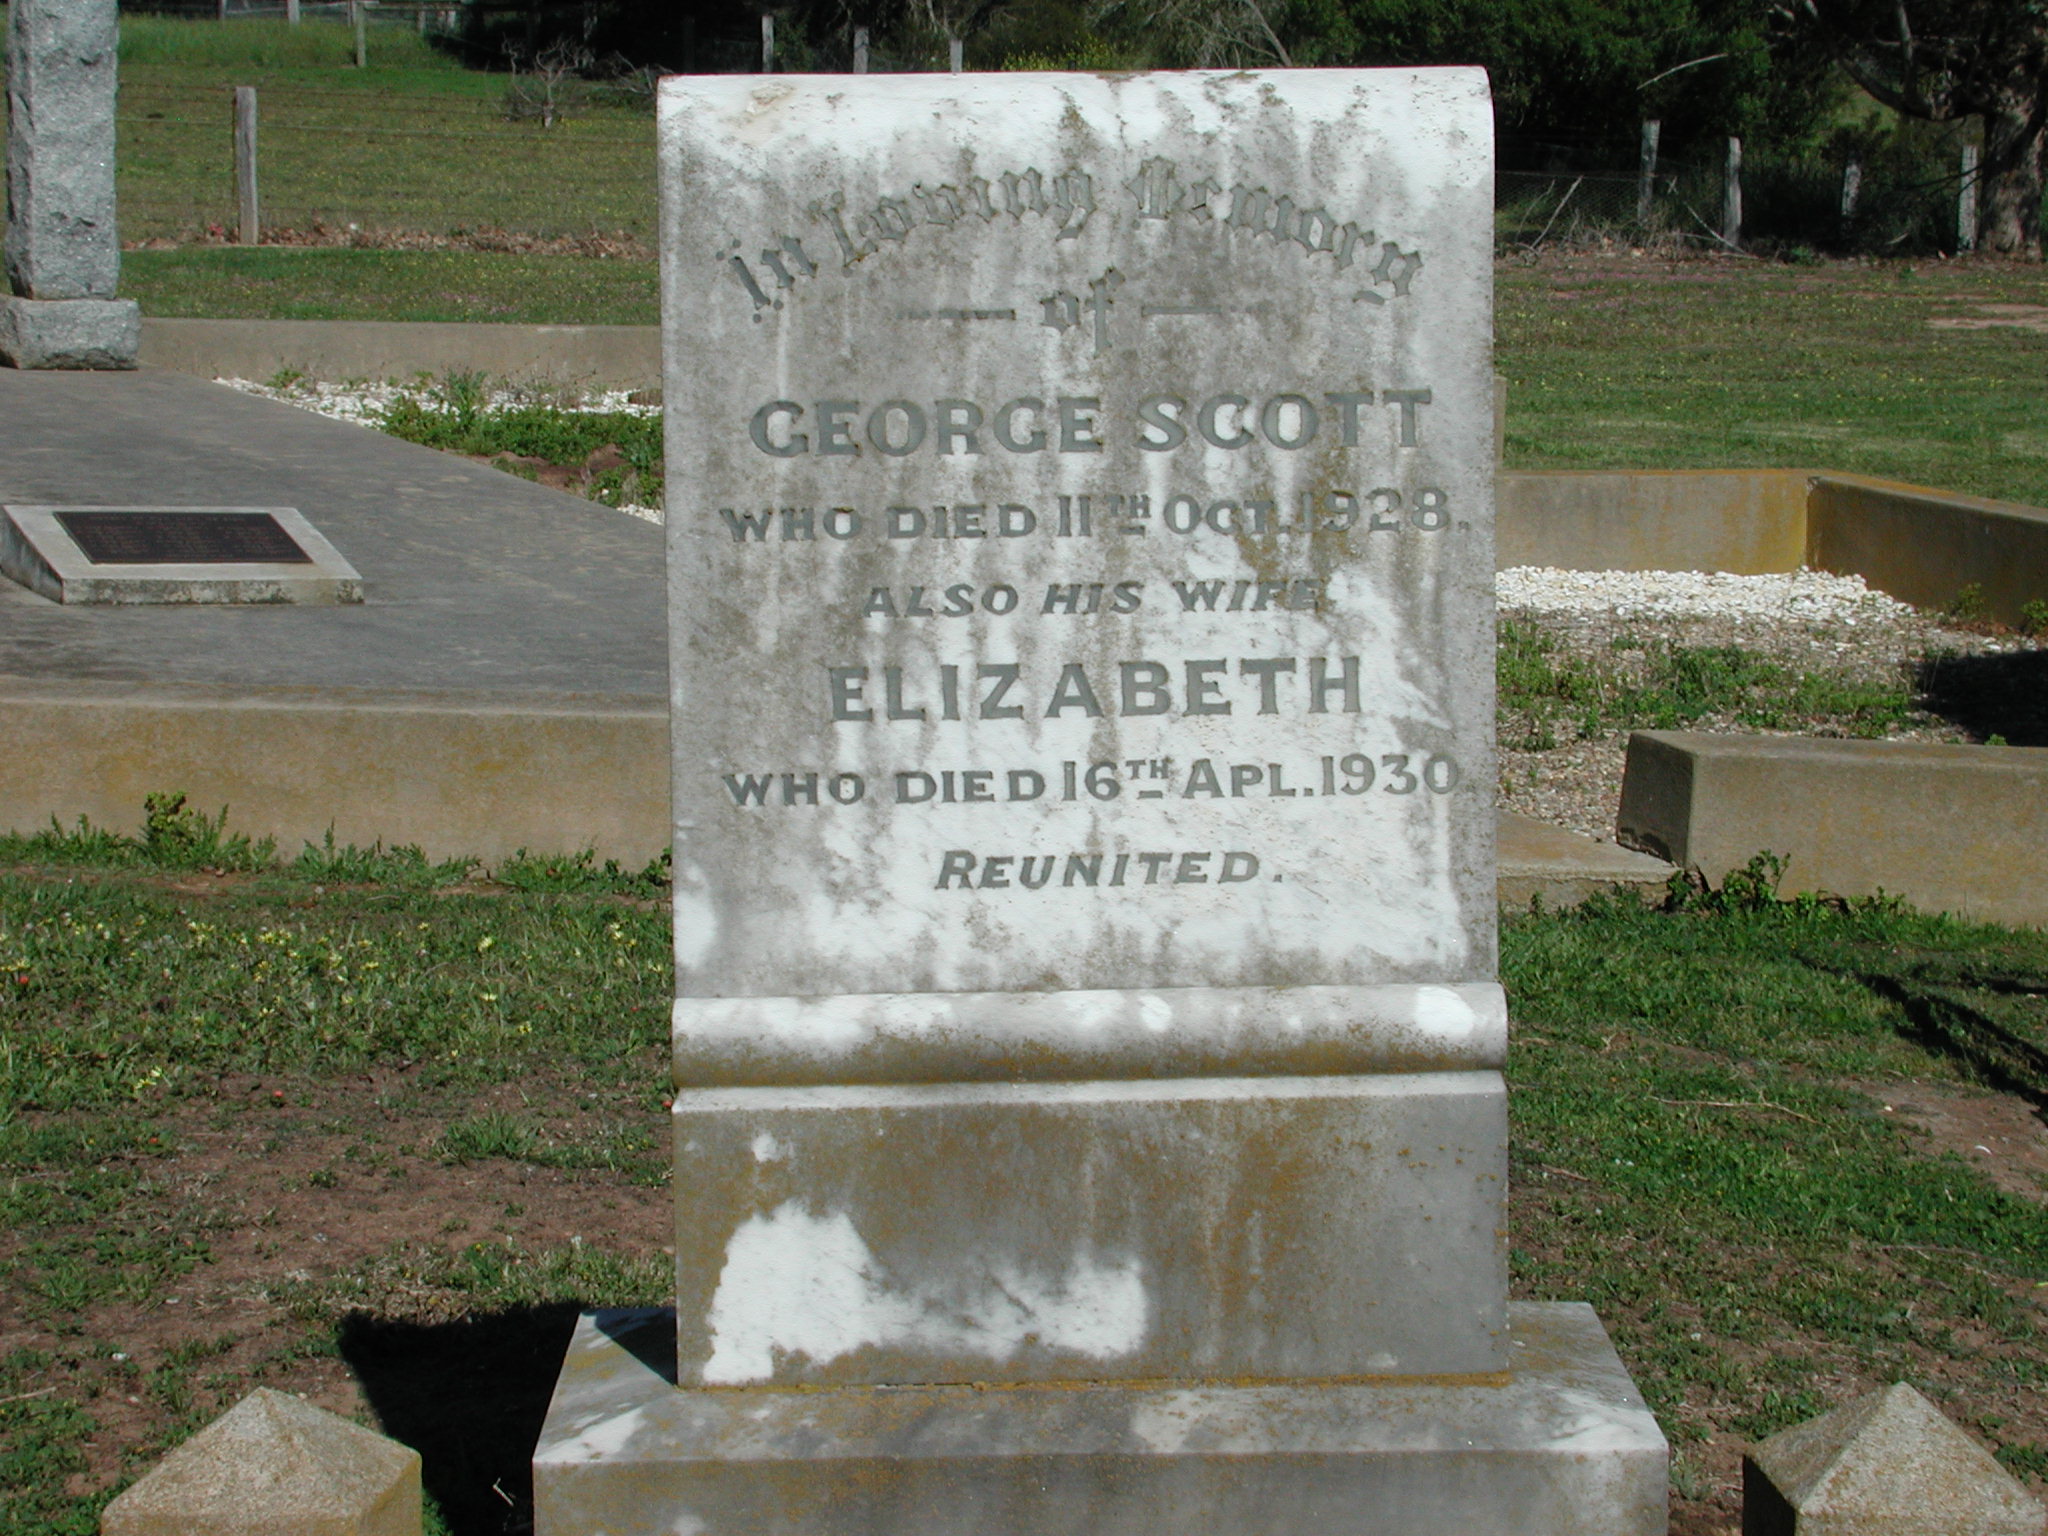 In Loving Memory
of
GEORGE SCOTT
WHO DIED 11TH OCT. 1928.
ALSO HIS WIFE
ELIZABETH
WHO DIED 16TH APL. 1930
REUNITED.